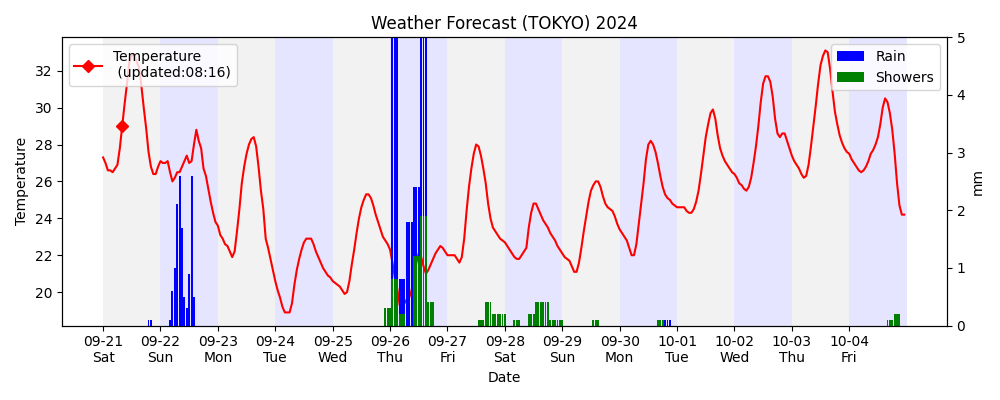 Weather Forecast (TOKYO) 2024
Temperature
(updated:08:16)
Rain
Showers
Temperature
32
30
28
26
24
22
20
5
4
3
2
1
0
mm
09-21 09-22 09-23 09-24 09-25 09-26 09-27 09-28 09-29 09-30 10-01 10-02 10-03 10-04
Sat Sun Mon Tue Wed Thu Fri Sat Sun Mon Tue Wed Thu Fri
Date